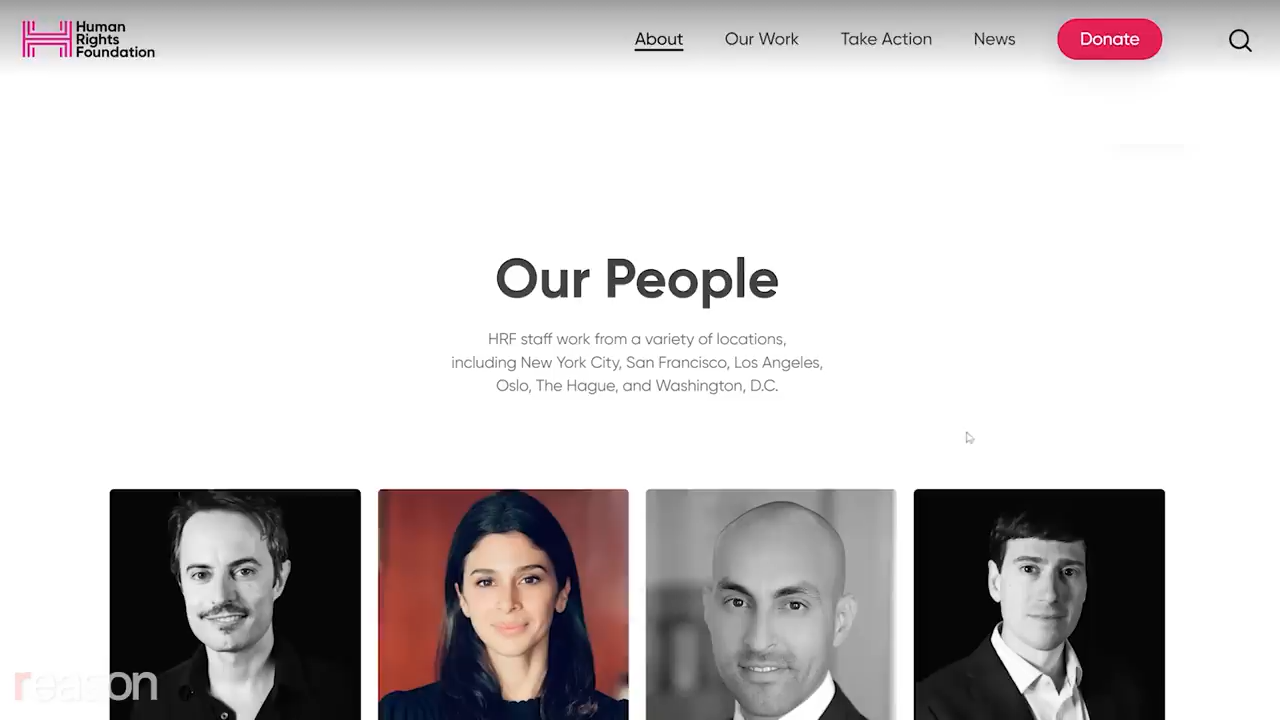 Human
Rights
Foundation
About
Our Work
Take Action
News
Donate
Our People
HRF staff work from a variety of locations,
including New York City, San Francisco, Los Angeles,
Oslo, The Hague, and Washington, D.C.
reason